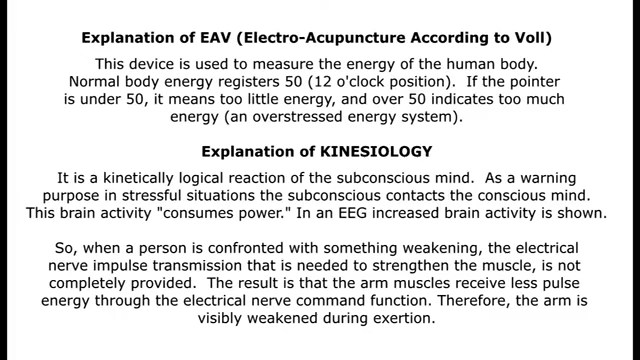 Explanation of EAV (Electro-Acupuncture According to Voll)
This device is used to measure the energy of the human body.
Normal body energy registers 50 (12 o'clock position).  If the pointer
is under 50, it means too little energy, and over 50 indicates too much
energy (an overstressed energy system).
Explanation of KINESIOLOGY
It is a kinetically logical reaction of the subconscious mind.  As a warning
purpose in stressful situations the subconscious contacts the conscious mind.
This brain activity "consumes power." In an EEG increased brain activity is shown.
So, when a person is confronted with something weakening, the electrical
nerve impulse transmission that is needed to strengthen the muscle, is not
completely provided.  The result is that the arm muscles receive less pulse
energy through the electrical nerve command function. Therefore, the arm is
visibly weakened during exertion.